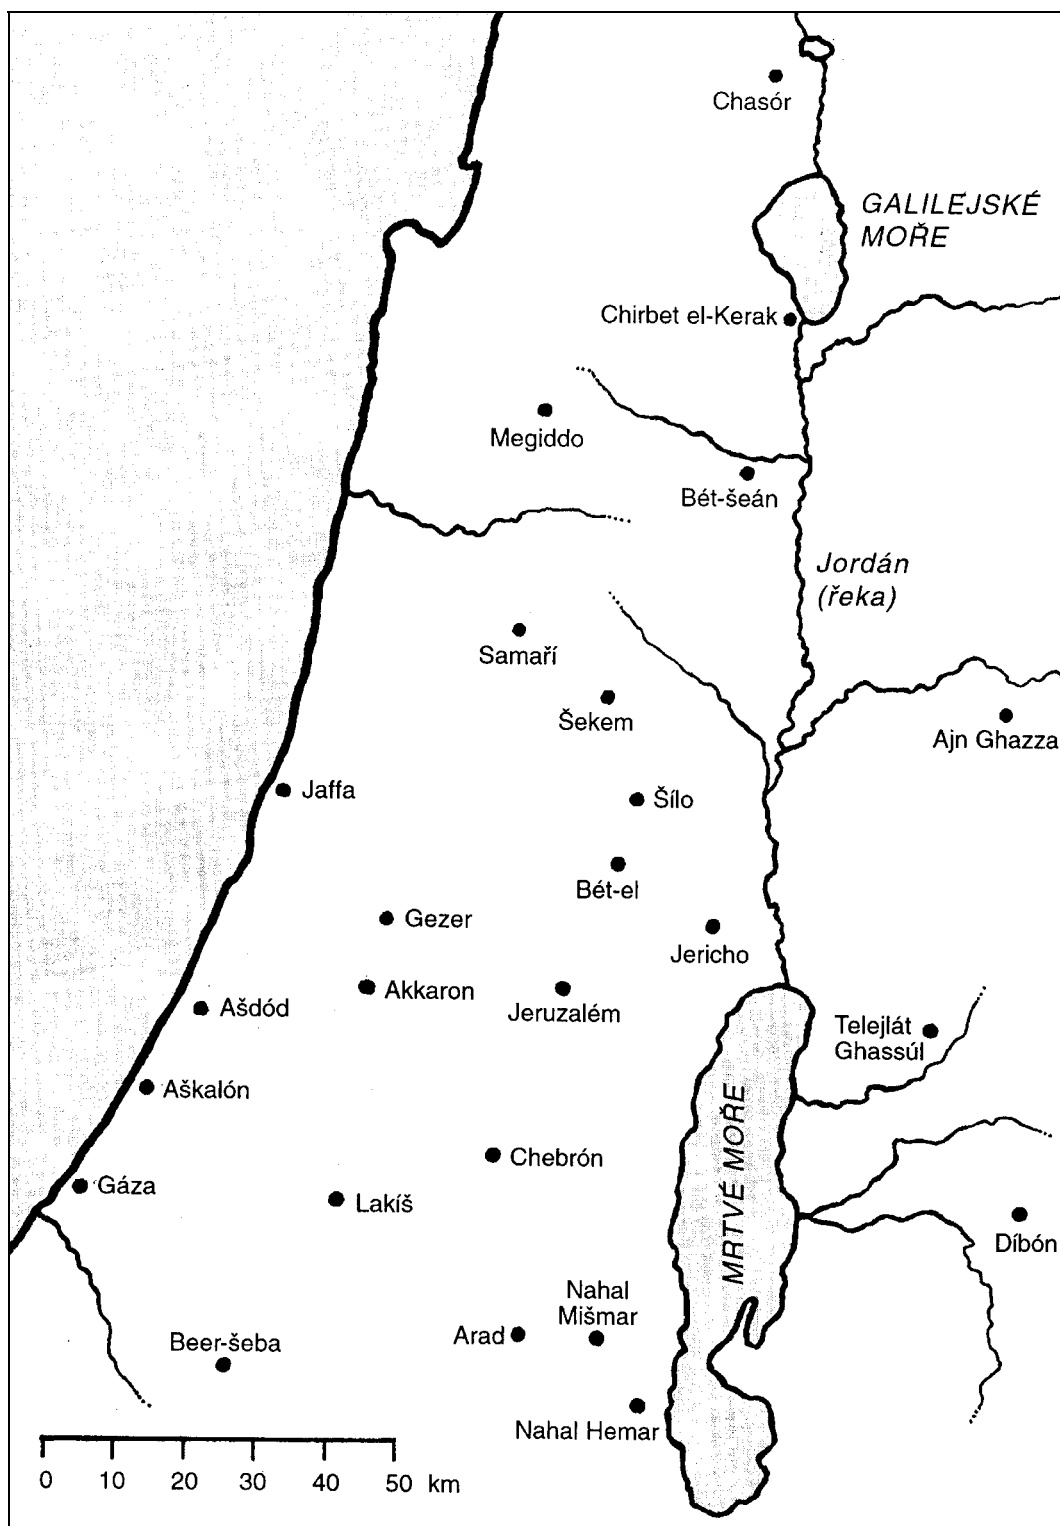 Chasór
GALILEJSKÉ
MOŘE
Chirbet el-Kerak
Megiddo
Bét-šeán
Jordán
(řeka)
Samaří
Šekem
Ajn Ghazza
Jaffa
Šílo
Bét-el
Gezer
Jericho
Akkaron
Jeruzalém
Ašdód
Telejlát
Ghassúl
Aškalón
MRTVÉ MOŘE
Chebrón
Gáza
Lakíš
Díbón
Nahal
Mišmar
Arad
Beer-šeba
Nahal Hemar
0 10 20 30 40 50 km